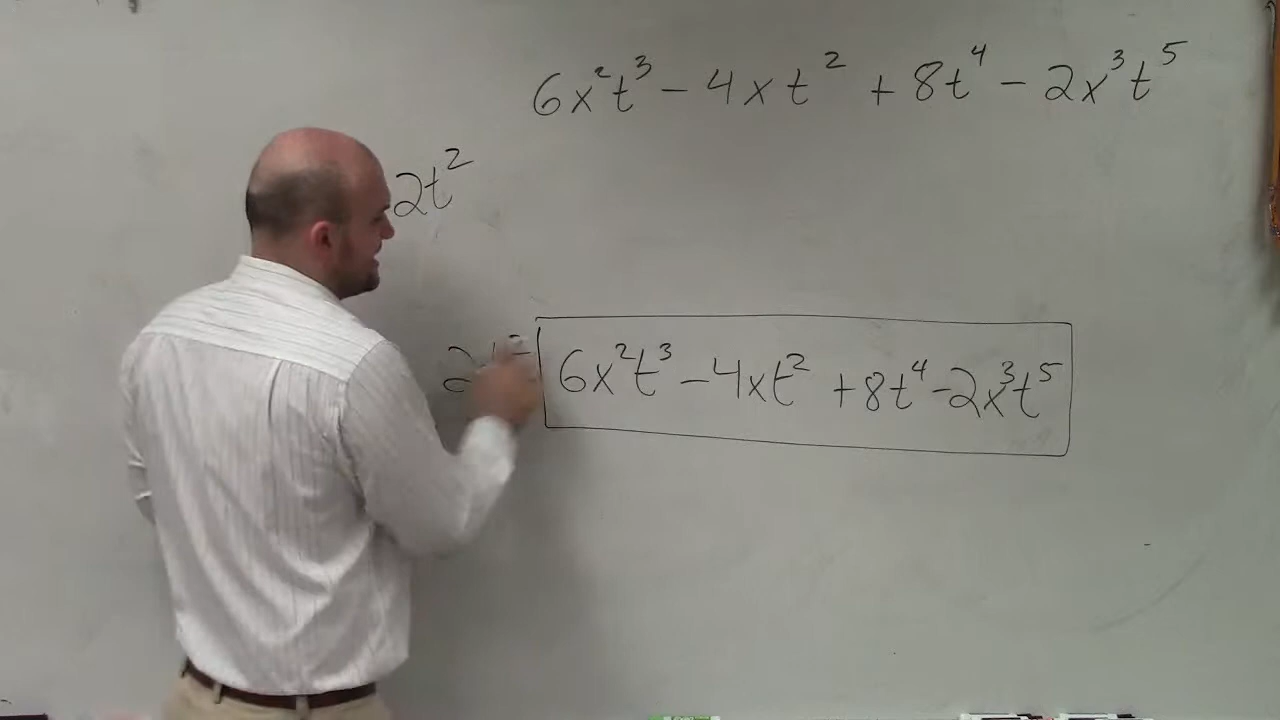 6x²t³ - 4xt² + 8t⁴ - 2x³t⁵
2t²
6x²t³ - 4xt² + 8t⁴ - 2x³t⁵